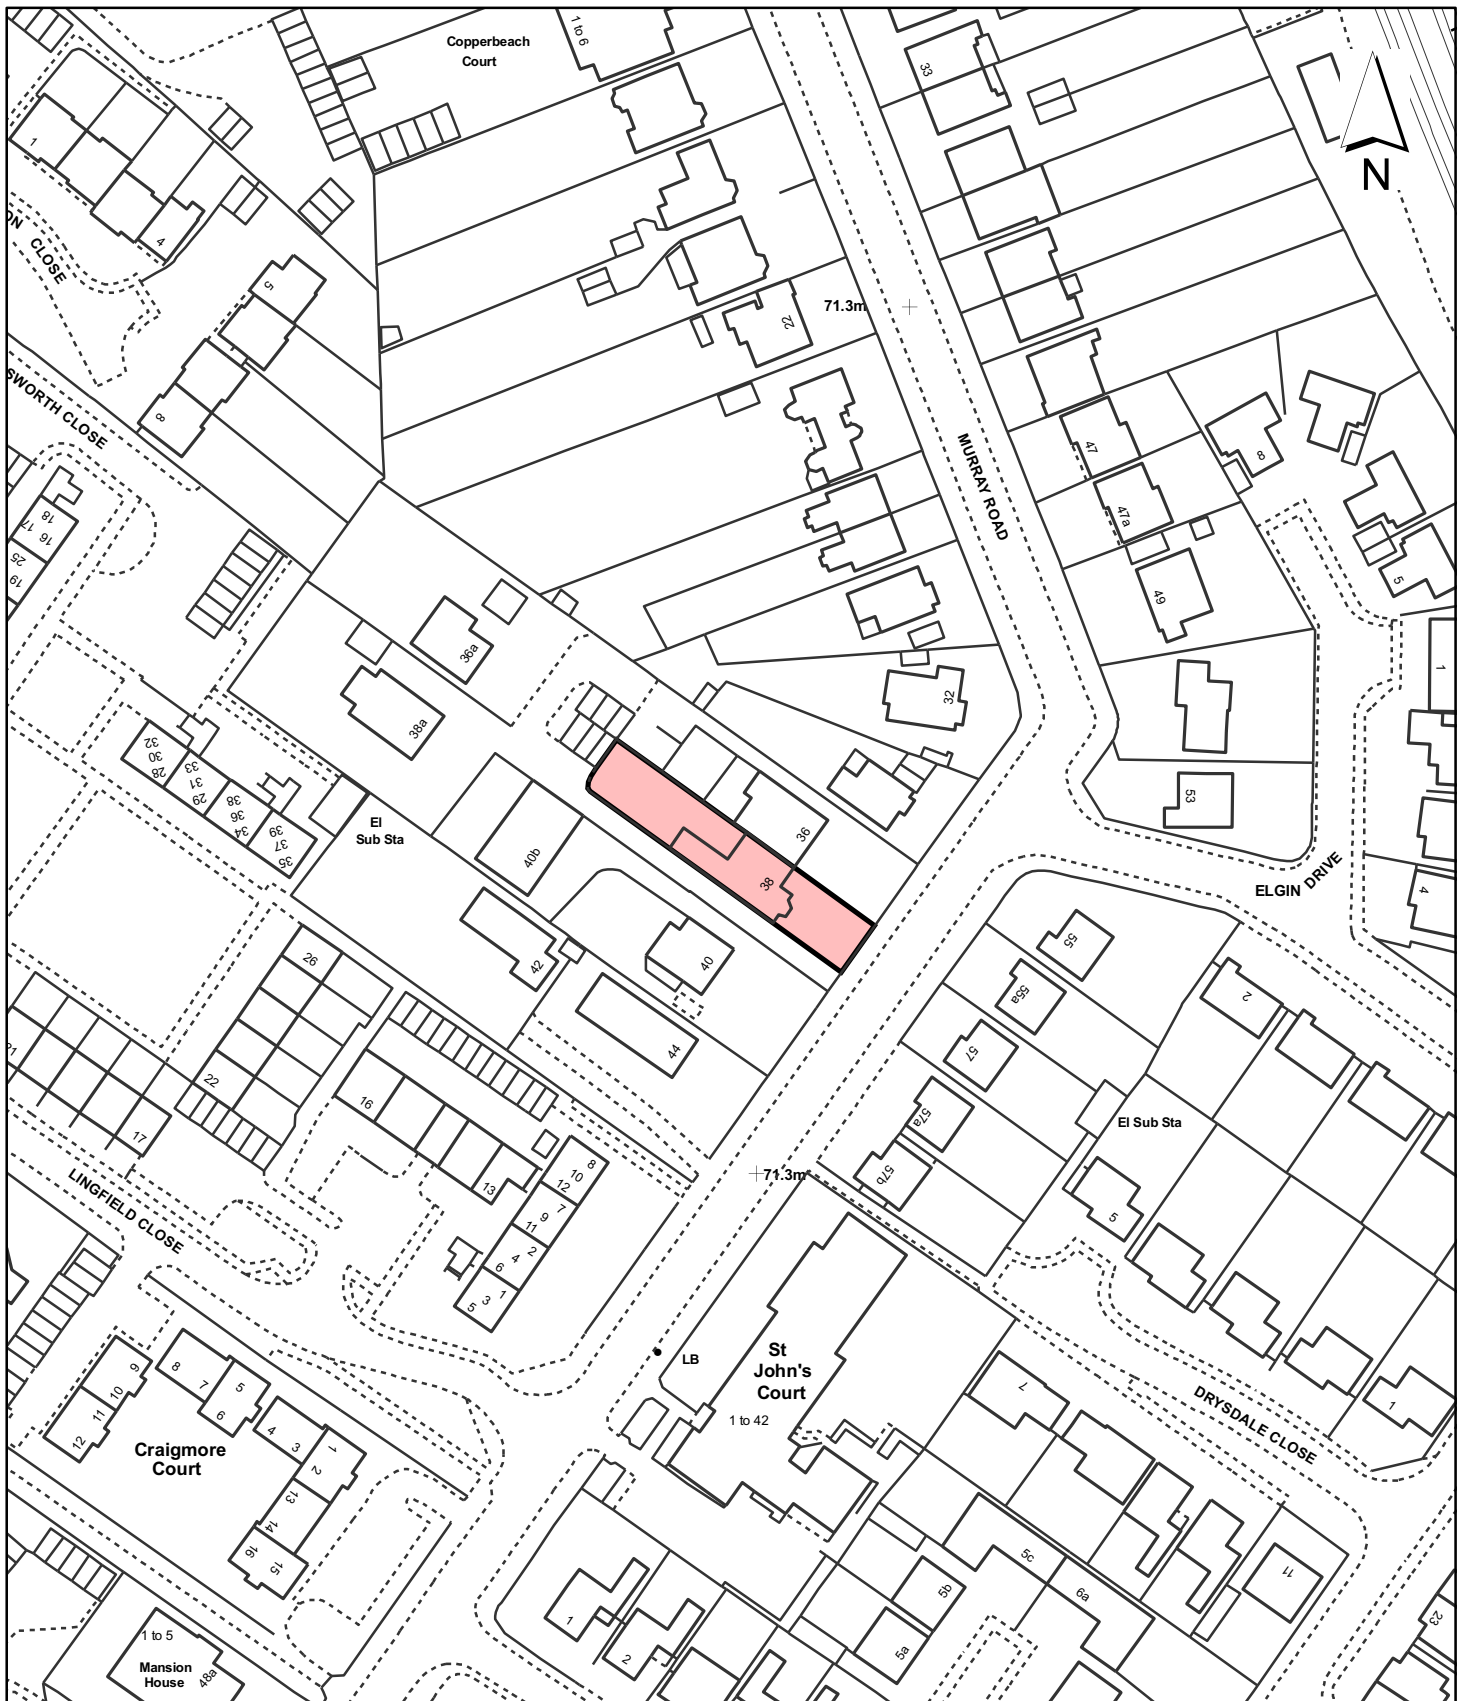 Copperbeach
Court
1 to 6
33
N
1
4
ON CLOSE
5
8
SWORTH CLOSE
71.3m
22
MURRAY ROAD
47
47a
49
8
5
1
18
16
17
25
19
36a
38a
32
53
ELGIN DRIVE
4
32
30
28
33
31
29
38
36
34
39
37
35
El
Sub Sta
40b
36
38
42
40
44
55
55a
57
57a
57b
2
El Sub Sta
5
26
22
21
17
16
13
8
10
12
7
9
11
2
4
6
1
3
5
71.3m
LINGFIELD CLOSE
LB
St
John's
Court
1 to 42
DRYSDALE CLOSE
7
1
9
10
11
12
8
7
5
6
4
3
1
2
13
14
16
15
Craigmore
Court
5c
6a
5b
5a
11
23
1
2
1 to 5
Mansion
House
48a